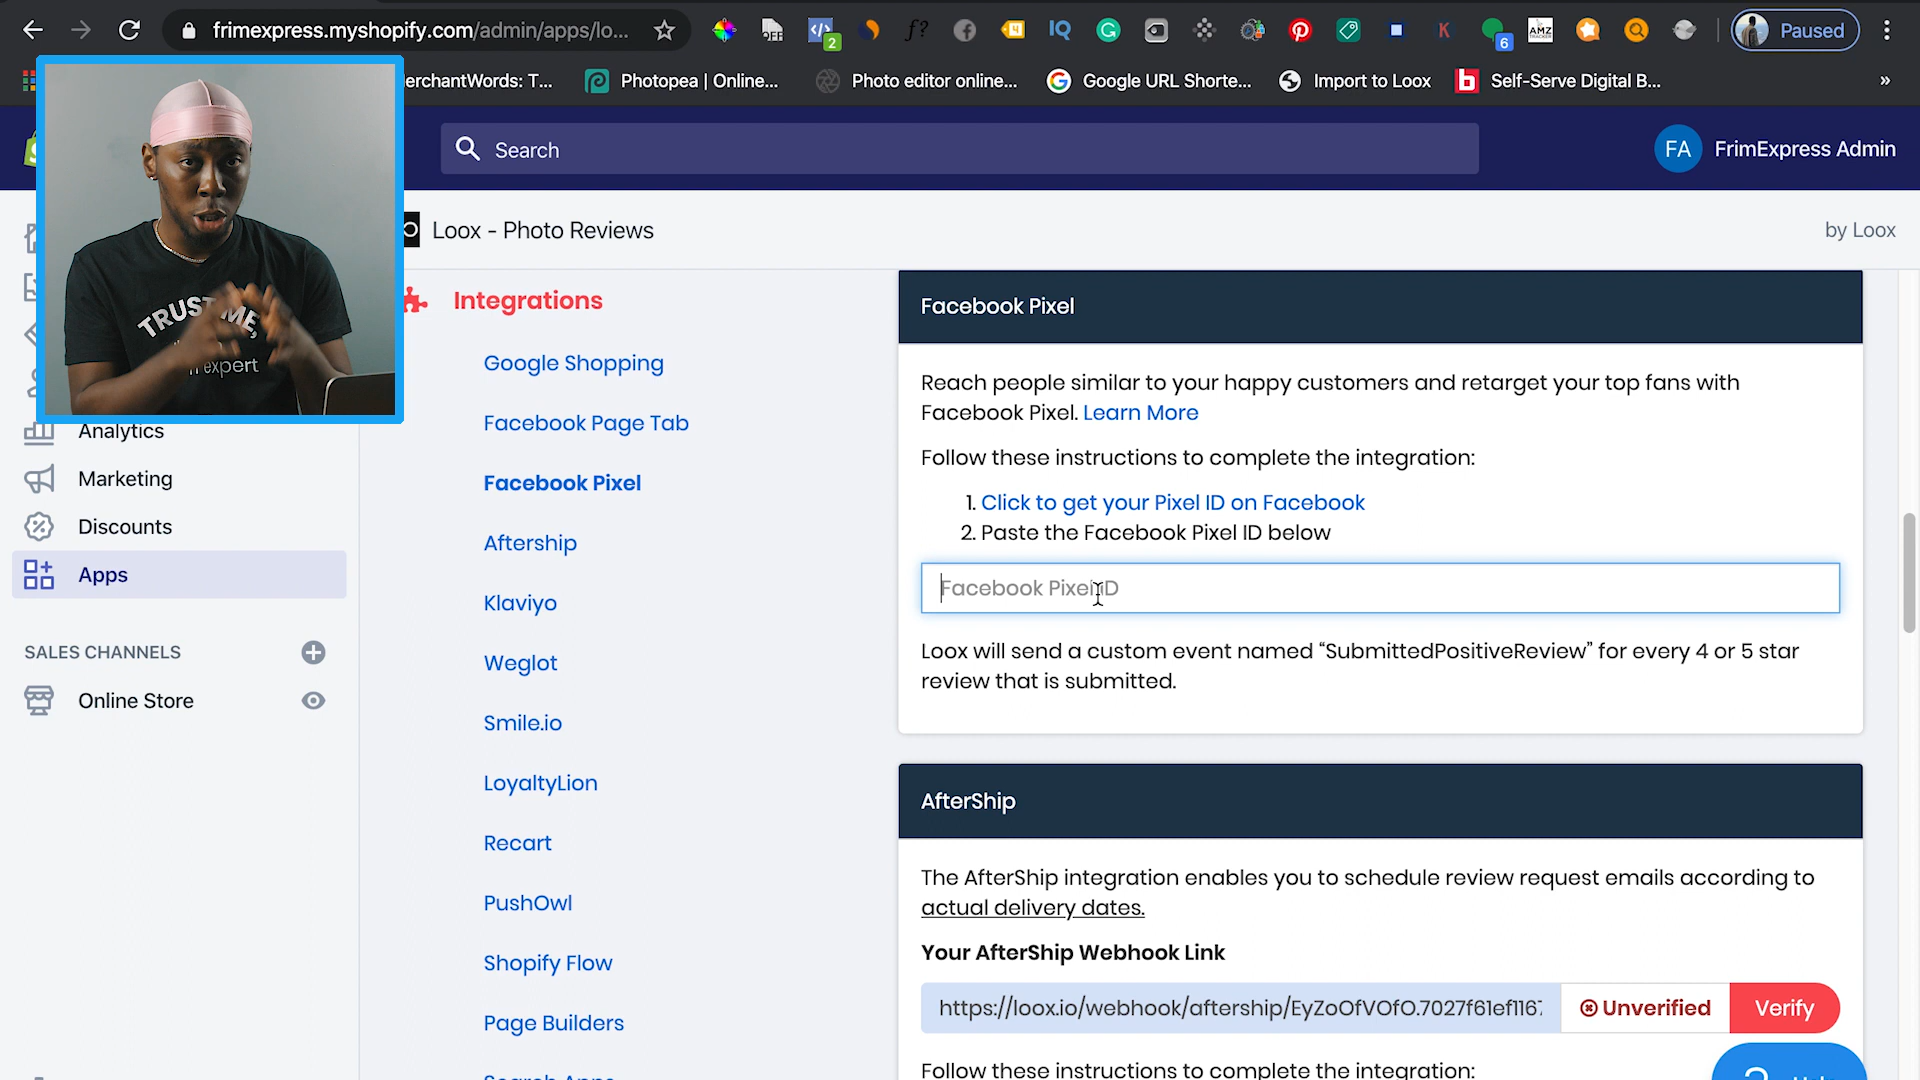 frimexpress.myshopify.com/admin/apps/lo...
Paused
erchantWords: T...
Photopea | Online...
Photo editor online...
Google URL Shorte...
Import to Loox
Self-Serve Digital B...
Search
FA
FrimExpress Admin
Loox - Photo Reviews
by Loox
TRUST ME,
expert
Analytics
Marketing
Discounts
Apps
SALES CHANNELS
Online Store
Integrations
Google Shopping
Facebook Page Tab
Facebook Pixel
Aftership
Klaviyo
Weglot
Smile.io
LoyaltyLion
Recart
PushOwl
Shopify Flow
Page Builders
Facebook Pixel
Reach people similar to your happy customers and retarget your top fans with
Facebook Pixel. Learn More
Follow these instructions to complete the integration:
1. Click to get your Pixel ID on Facebook
2. Paste the Facebook Pixel ID below
Facebook Pixel ID
Loox will send a custom event named “SubmittedPositiveReview” for every 4 or 5 star
review that is submitted.
AfterShip
The AfterShip integration enables you to schedule review request emails according to
actual delivery dates.
Your AfterShip Webhook Link
https://loox.io/webhook/aftership/EyZoOfVOfO.7027f61ef1167
Unverified
Verify
Follow these instructions to complete the integration: